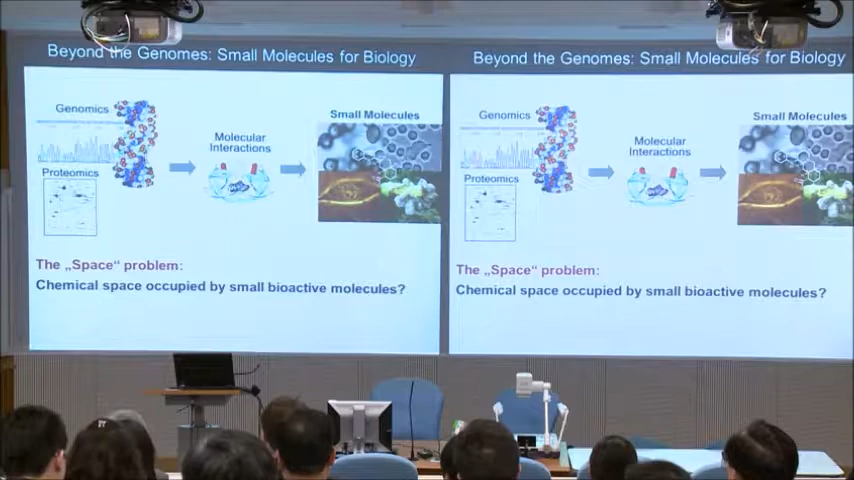 Beyond the Genomes: Small Molecules for Biology
Genomics
Small Molecules
Molecular
Interactions
Proteomics
The „Space“ problem:
Chemical space occupied by small bioactive molecules?
Beyond the Genomes: Small Molecules for Biology
Genomics
Small Molecules
Molecular
Interactions
Proteomics
The „Space“ problem:
Chemical space occupied by small bioactive molecules?